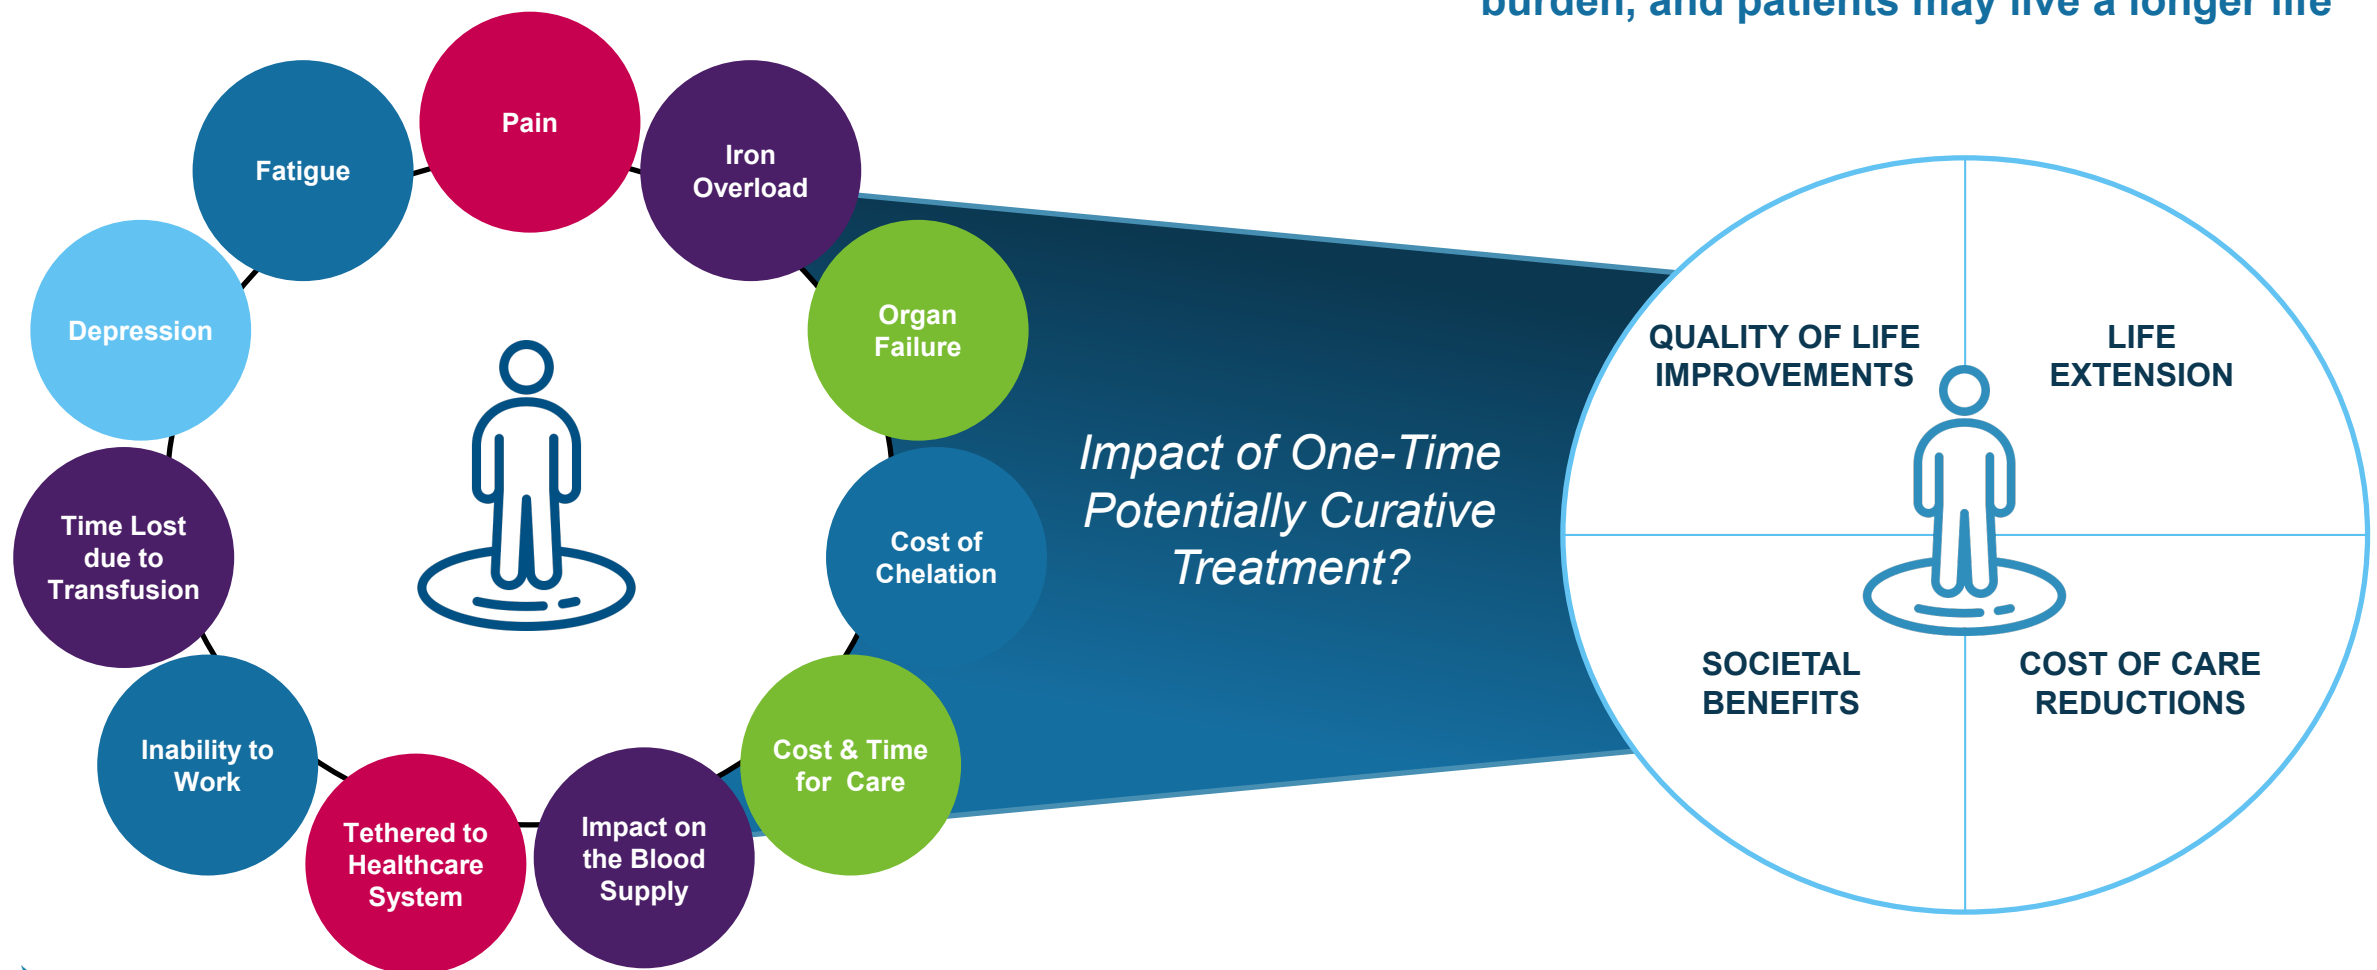 burden, and patients may live a longer life
Pain
Fatigue
Iron
Overload
Depression
Organ
Failure
Time Lost
due to
Transfusion
Cost of
Chelation
Inability to
Work
Cost & Time
for Care
Tethered to
Healthcare
System
Impact on
the Blood
Supply
Impact of One-Time
Potentially Curative
Treatment?
QUALITY OF LIFE
IMPROVEMENTS
LIFE
EXTENSION
SOCIETAL
BENEFITS
COST OF CARE
REDUCTIONS